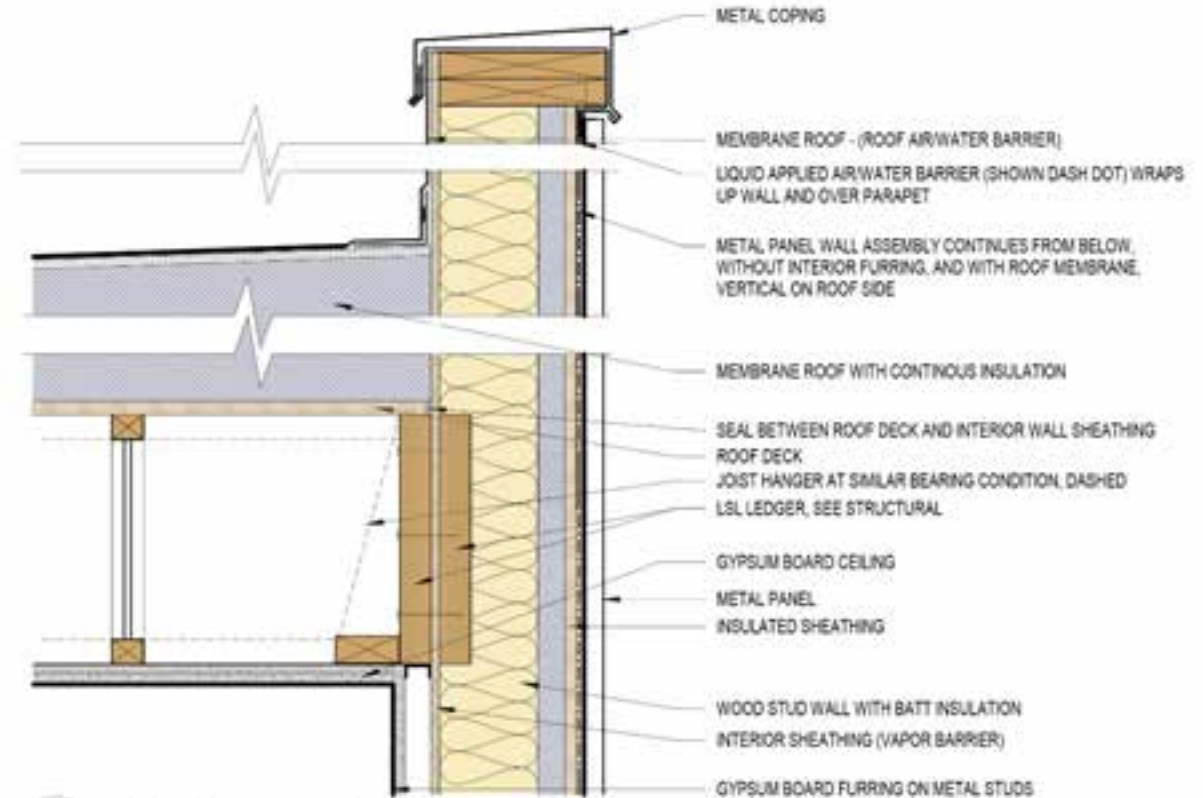 METAL COPING
MEMBRANE ROOF - (ROOF AIR/WATER BARRIER)
LIQUID APPLIED AIR/WATER BARRIER (SHOWN DASH DOT) WRAPS
UP WALL AND OVER PARAPET
METAL PANEL WALL ASSEMBLY CONTINUES FROM BELOW,
WITHOUT INTERIOR FURRING, AND WITH ROOF MEMBRANE,
VERTICAL ON ROOF SIDE
MEMBRANE ROOF WITH CONTINOUS INSULATION
SEAL BETWEEN ROOF DECK AND INTERIOR WALL SHEATHING
ROOF DECK
JOIST HANGER AT SIMILAR BEARING CONDITION, DASHED
LSL LEDGER, SEE STRUCTURAL
GYPSUM BOARD CEILING
METAL PANEL
INSULATED SHEATHING
WOOD STUD WALL WITH BATT INSULATION
INTERIOR SHEATHING (VAPOR BARRIER)
GYPSUM BOARD FURRING ON METAL STUDS